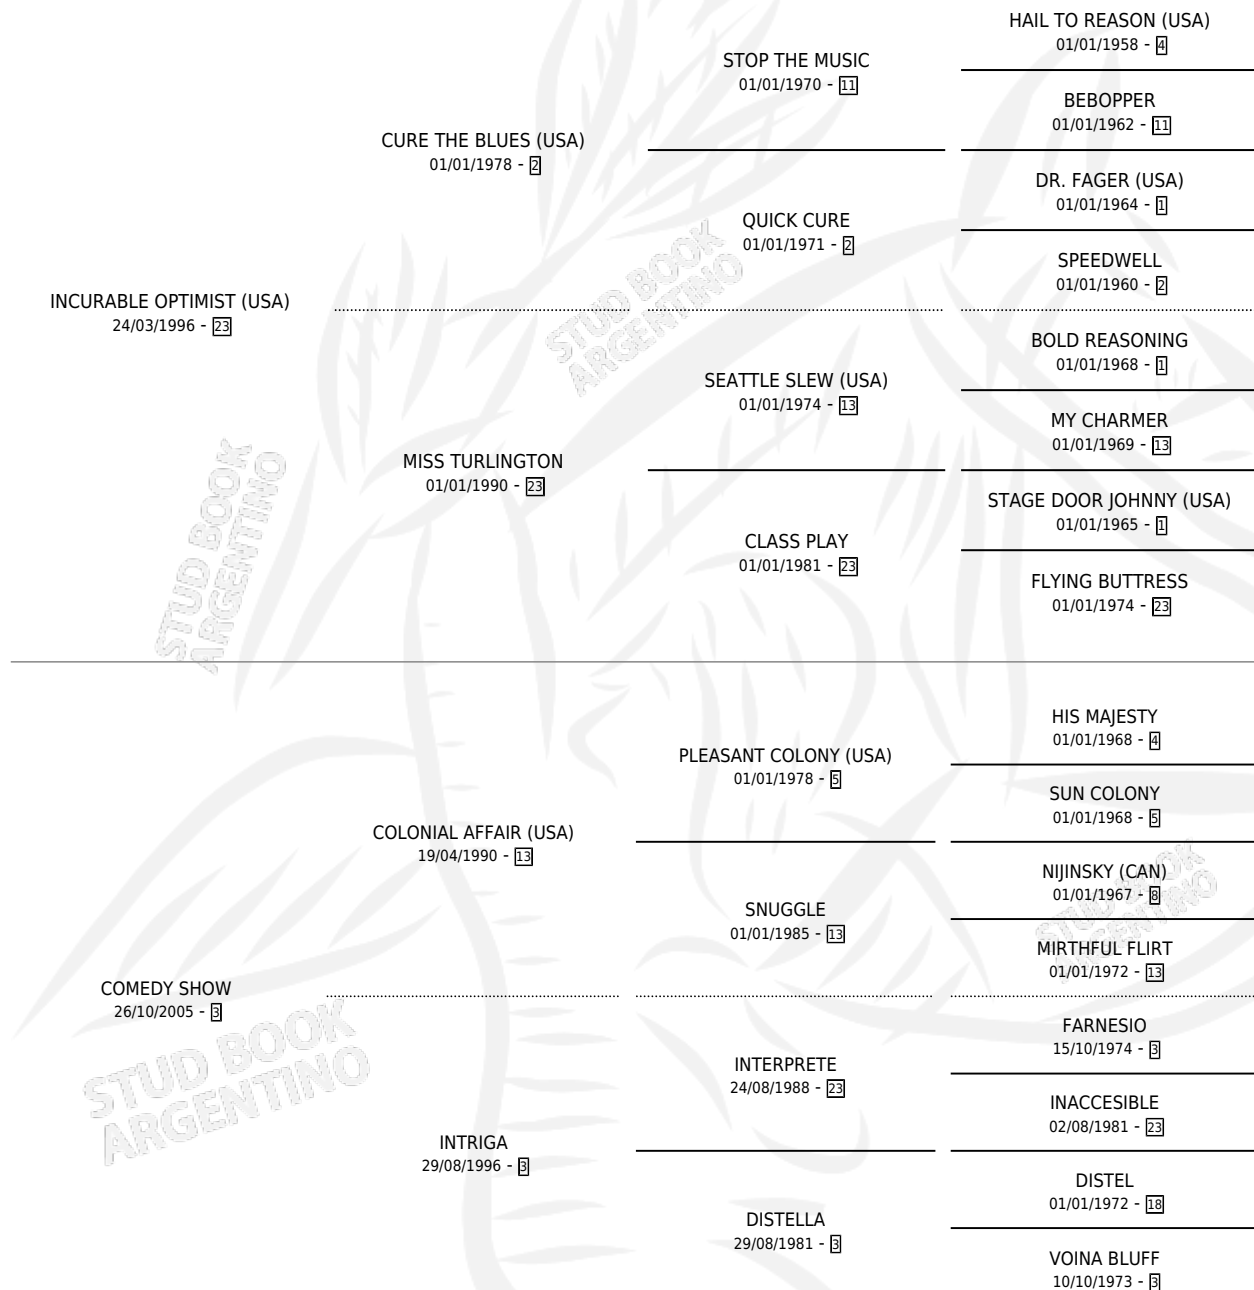 HAIL TO REASON (USA)
01/01/1958 - 4
STOP THE MUSIC
01/01/1970 - 11
BEBOPPER
01/01/1962 - 11
CURE THE BLUES (USA)
01/01/1978 - 2
DR. FAGER (USA)
01/01/1964 - 1
QUICK CURE
01/01/1971 - 2
SPEEDWELL
01/01/1960 - 2
INCURABLE OPTIMIST (USA)
24/03/1996 - 23
STUD BOOK
ARGENTINO
BOLD REASONING
01/01/1968 - 1
SEATTLE SLEW (USA)
01/01/1974 - 13
MY CHARMER
01/01/1969 - 13
MISS TURLINGTON
01/01/1990 - 23
STAGE DOOR JOHNNY (USA)
01/01/1965 - 1
CLASS PLAY
01/01/1981 - 23
FLYING BUTTRESS
01/01/1974 - 23
STUD BOOK
ARGENTINO
HIS MAJESTY
01/01/1968 - 4
PLEASANT COLONY (USA)
01/01/1978 - 5
SUN COLONY
01/01/1968 - 5
COLONIAL AFFAIR (USA)
19/04/1990 - 13
NIJINSKY (CAN)
01/01/1967 - 8
SNUGGLE
01/01/1985 - 13
MIRTHFUL FLIRT
01/01/1972 - 13
STUD BOOK
ARGENTINO
COMEDY SHOW
26/10/2005 - 3
STUD BOOK
ARGENTINO
FARNESIO
15/10/1974 - 3
INTERPRETE
24/08/1988 - 23
INACCESIBLE
02/08/1981 - 23
INTRIGA
29/08/1996 - 3
DISTEL
01/01/1972 - 18
DISTELLA
29/08/1981 - 3
VOINA BLUFF
10/10/1973 - 3